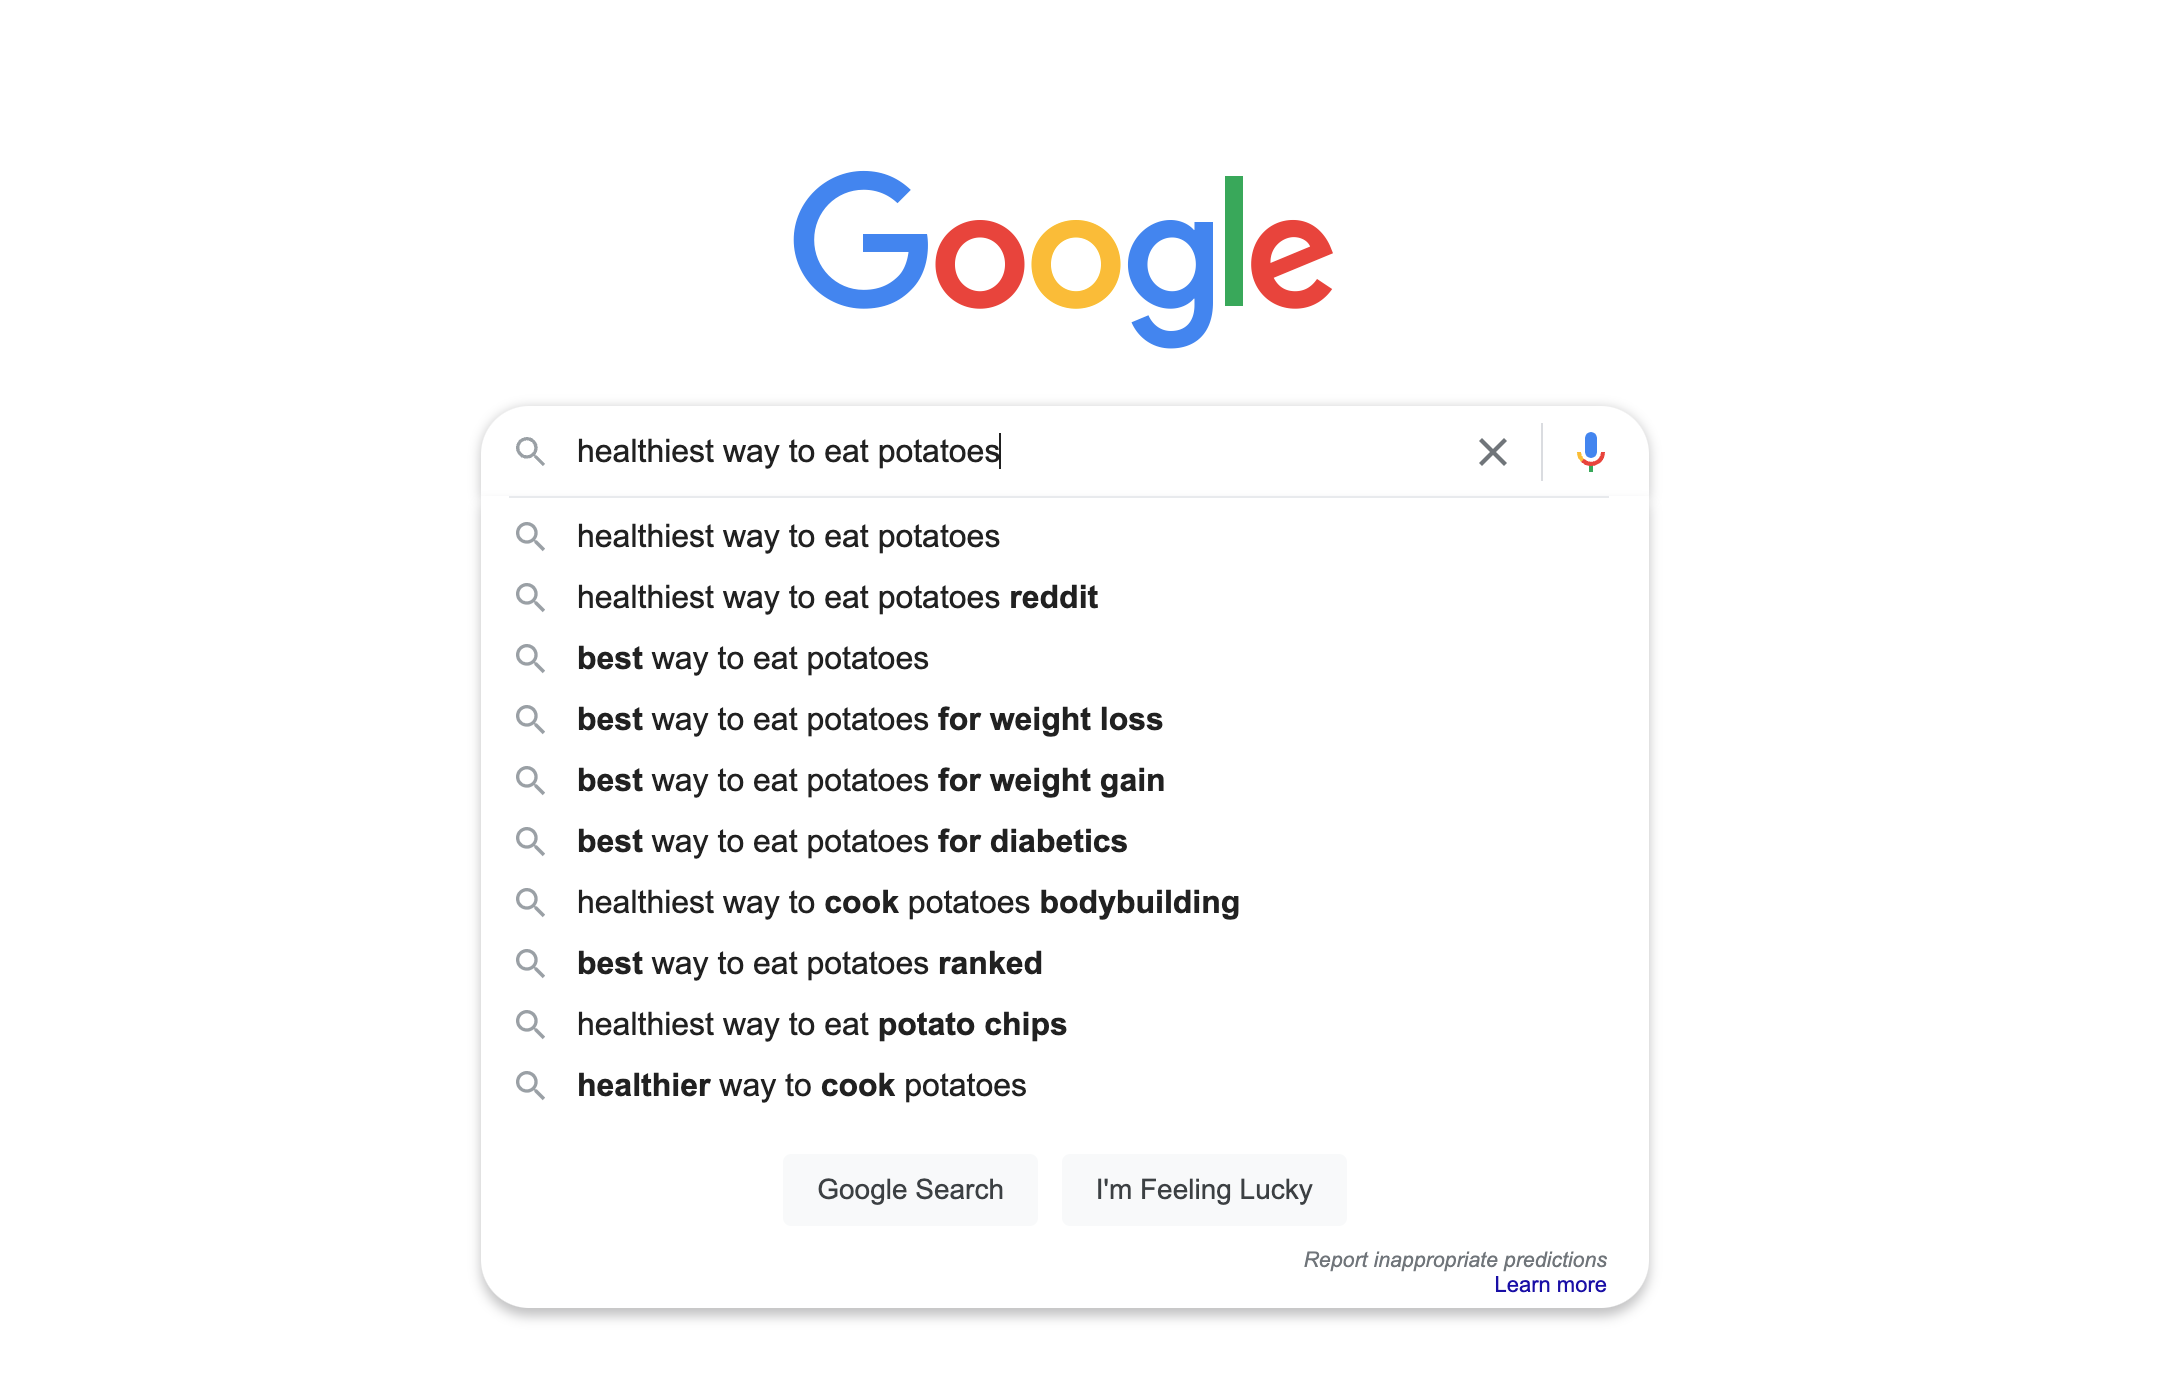 Google
healthiest way to eat potatoes
healthiest way to eat potatoes
healthiest way to eat potatoes reddit
best way to eat potatoes
best way to eat potatoes for weight loss
best way to eat potatoes for weight gain
best way to eat potatoes for diabetics
healthiest way to cook potatoes bodybuilding
best way to eat potatoes ranked
healthiest way to eat potato chips
healthier way to cook potatoes
Google Search I'm Feeling Lucky
Report inappropriate predictions
Learn more